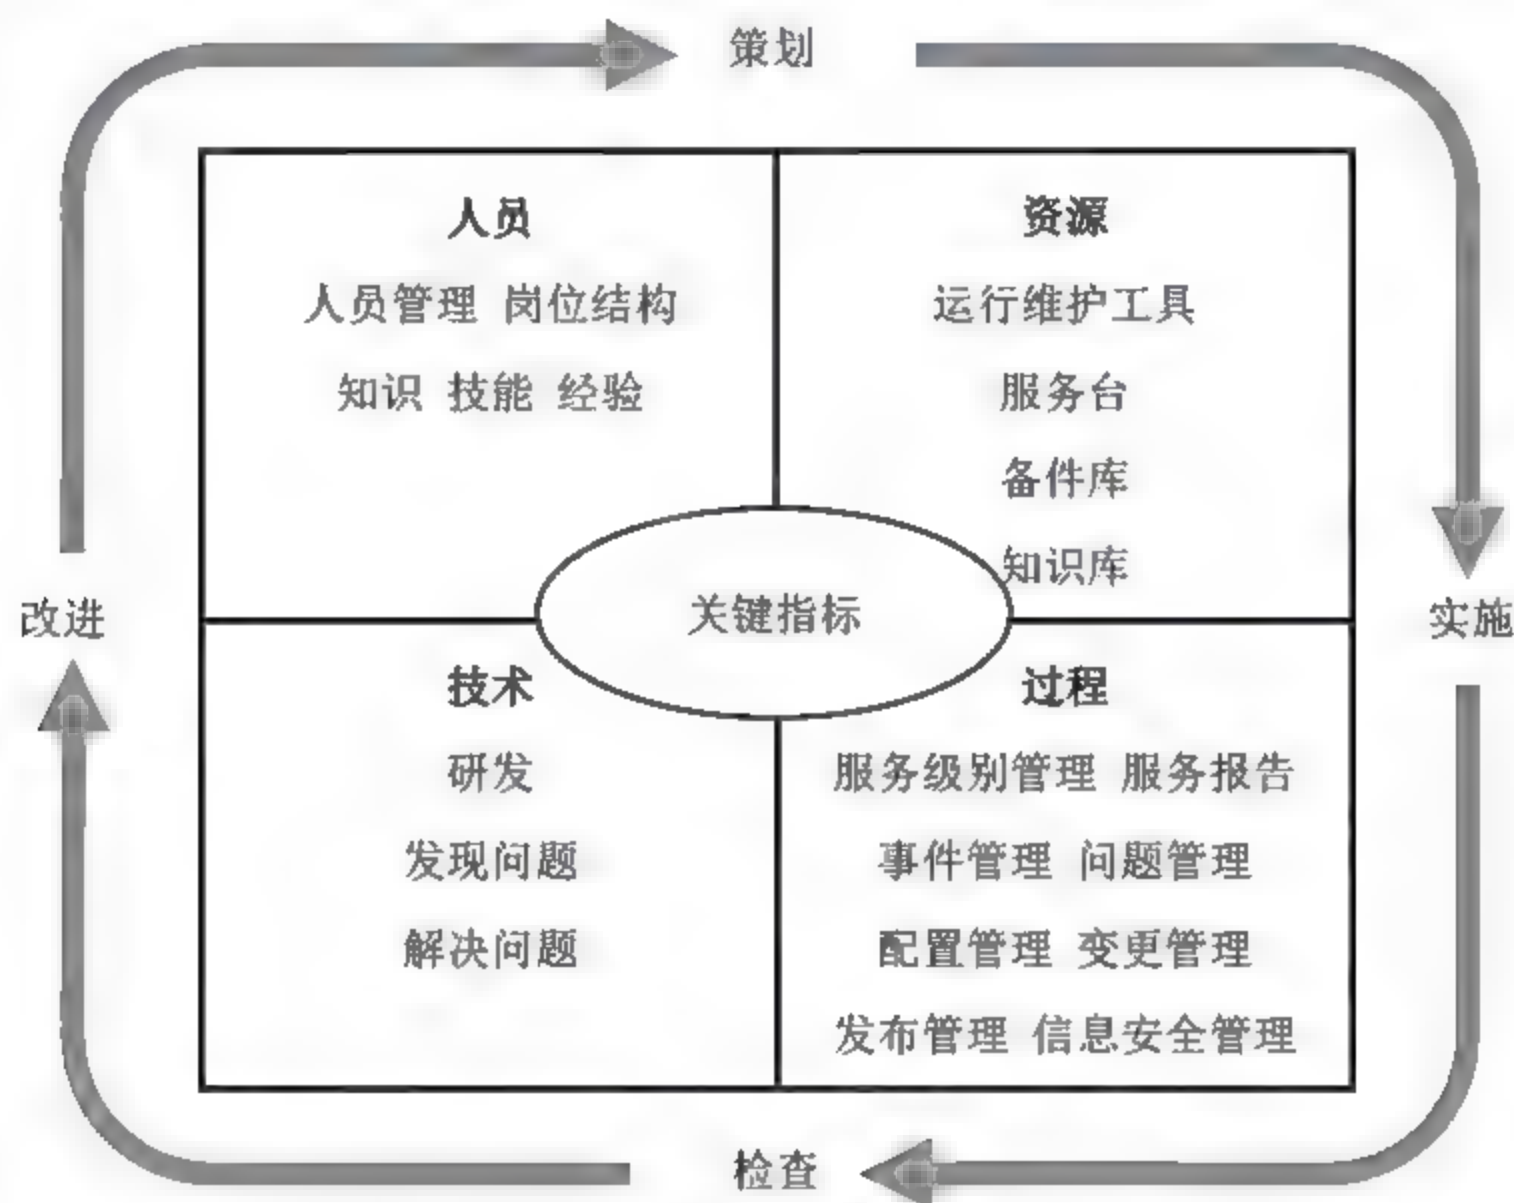 策划
人员
人员管理 岗位结构
知识 技能 经验
资源
运行维护工具
服务台
备件库
知识库
改进
关键指标
实施
技术
研发
发现问题
解决问题
过程
服务级别管理 服务报告
事件管理 问题管理
配置管理 变更管理
发布管理 信息安全管理
检查